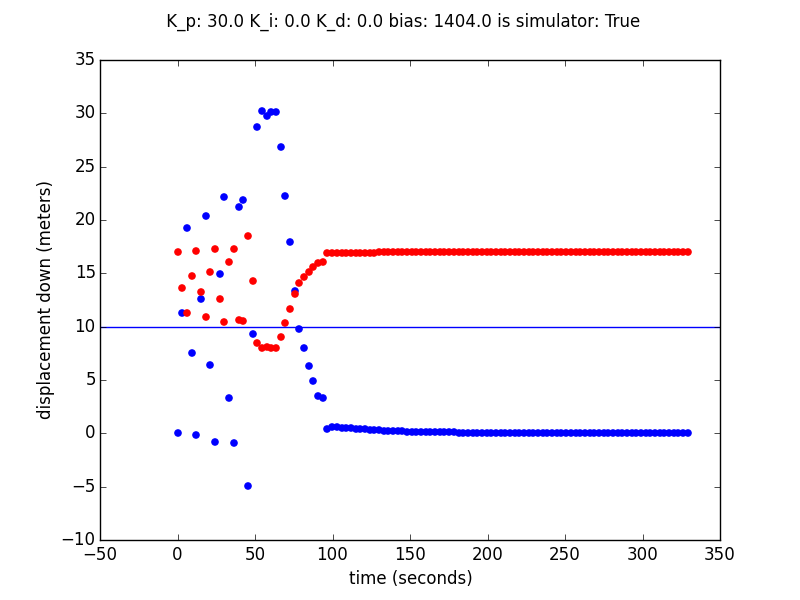 K_p: 30.0 K_i: 0.0 K_d: 0.0 bias: 1404.0 is simulator: True
35
30
25
20
15
10
5
0
−5
−10
displacement down (meters)
−50 0 50 100 150 200 250 300 350
time (seconds)